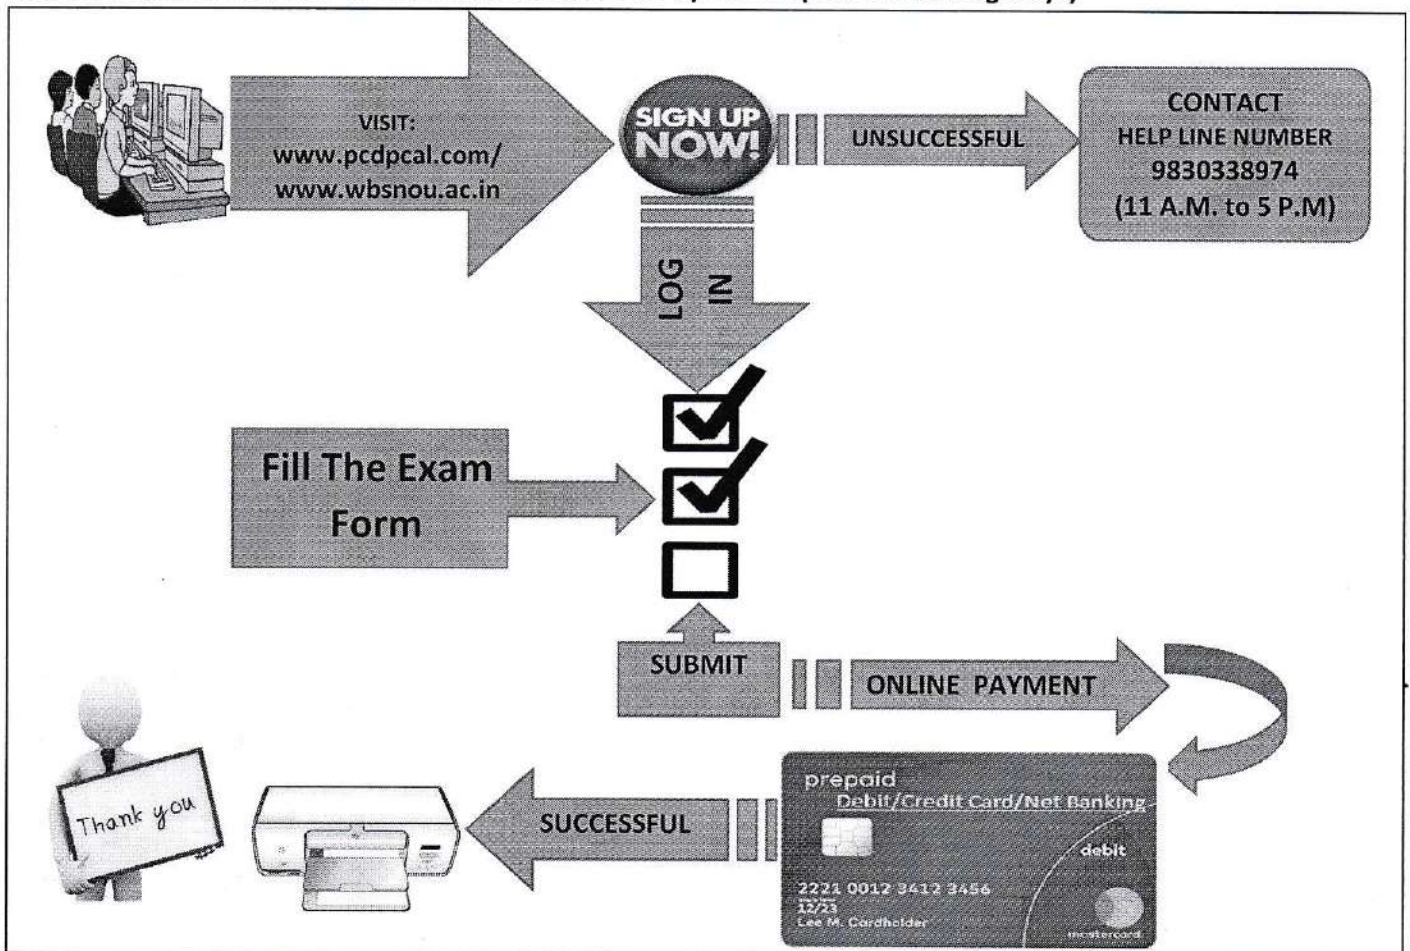 VISIT:
www.pcdpcal.com/
www.wbsnou.ac.in
SIGN UP
NOW!
UNSUCCESSFUL
CONTACT
HELP LINE NUMBER
9830338974
(11 A.M. to 5 P.M)
LOG
IN
Fill The Exam
Form
SUBMIT
ONLINE PAYMENT
prepaid
Debit/Credit Card/Net Banking
debit
2221 0012 3412 3456
12/23
Lee M. Cardholder
mastercard
SUCCESSFUL
Thank you